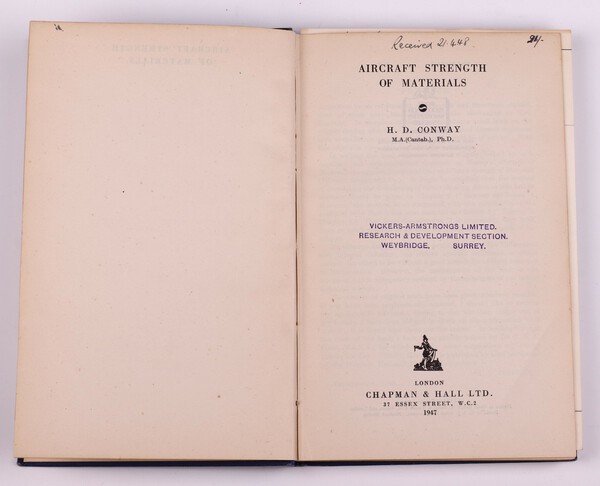 Received 21.4.48
AIRCRAFT STRENGTH
OF MATERIALS
H. D. CONWAY
M.A.(Cantab.), Ph.D.
VICKERS-ARMSTRONGS LIMITED.
RESEARCH & DEVELOPMENT SECTION.
WEYBRIDGE, SURREY.
LONDON
CHAPMAN & HALL LTD.
37 ESSEX STREET, W.C.2
1947